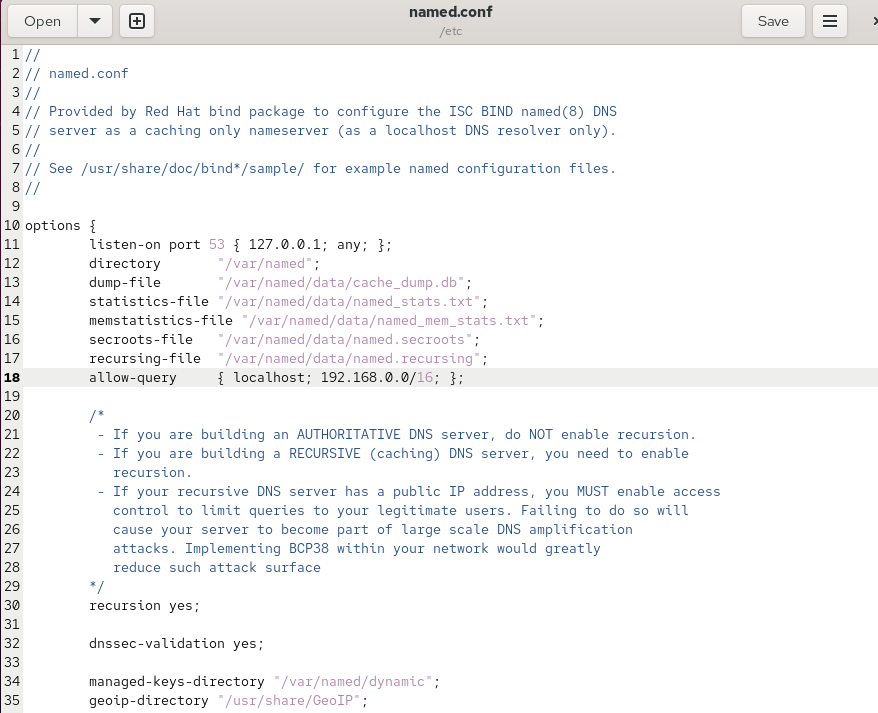 Open
named.conf
/etc
Save
1 //
2 // named.conf
3 //
4 // Provided by Red Hat bind package to configure the ISC BIND named(8) DNS
5 // server as a caching only nameserver (as a localhost DNS resolver only).
6 //
7 // See /usr/share/doc/bind*/sample/ for example named configuration files.
8 //
9
10 options {
11         listen-on port 53 { 127.0.0.1; any; };
12         directory       "/var/named";
13         dump-file       "/var/named/data/cache_dump.db";
14         statistics-file "/var/named/data/named_stats.txt";
15         memstatistics-file "/var/named/data/named_mem_stats.txt";
16         secroots-file   "/var/named/data/named.secroots";
17         recursing-file  "/var/named/data/named.recursing";
18         allow-query     { localhost; 192.168.0.0/16; };
19
20         /*
21          - If you are building an AUTHORITATIVE DNS server, do NOT enable recursion.
22          - If you are building a RECURSIVE (caching) DNS server, you need to enable
23            recursion.
24          - If your recursive DNS server has a public IP address, you MUST enable access
25            control to limit queries to your legitimate users. Failing to do so will
26            cause your server to become part of large scale DNS amplification
27            attacks. Implementing BCP38 within your network would greatly
28            reduce such attack surface
29         */
30         recursion yes;
31
32         dnssec-validation yes;
33
34         managed-keys-directory "/var/named/dynamic";
35         geoip-directory "/usr/share/GeoIP";